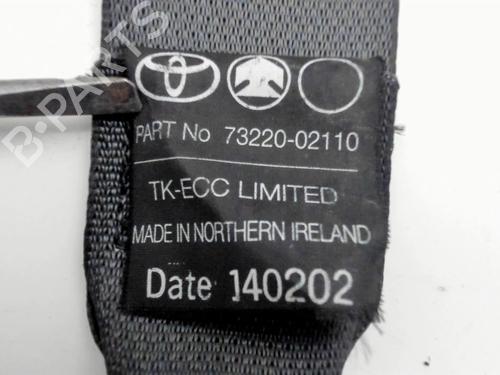 PART No 73220-02110
TK-ECC LIMITED
MADE IN NORTHERN IRELAND
Date 140202
B-PARTS